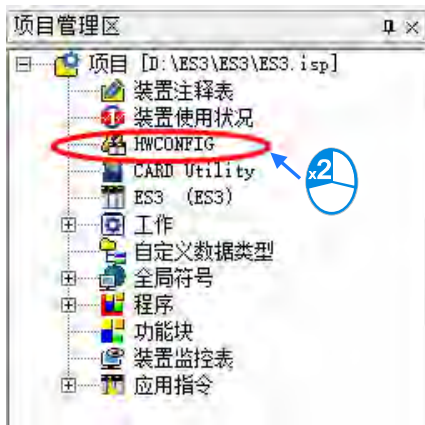 项目管理区
项目 [D:\ES3\ES3\ES3.isp]
装置注释表
装置使用状况
HWCONFIG
CARD Utility
x2
ES3 (ES3)
工作
自定义数据类型
全局符号
程序
功能块
装置监控表
应用指令